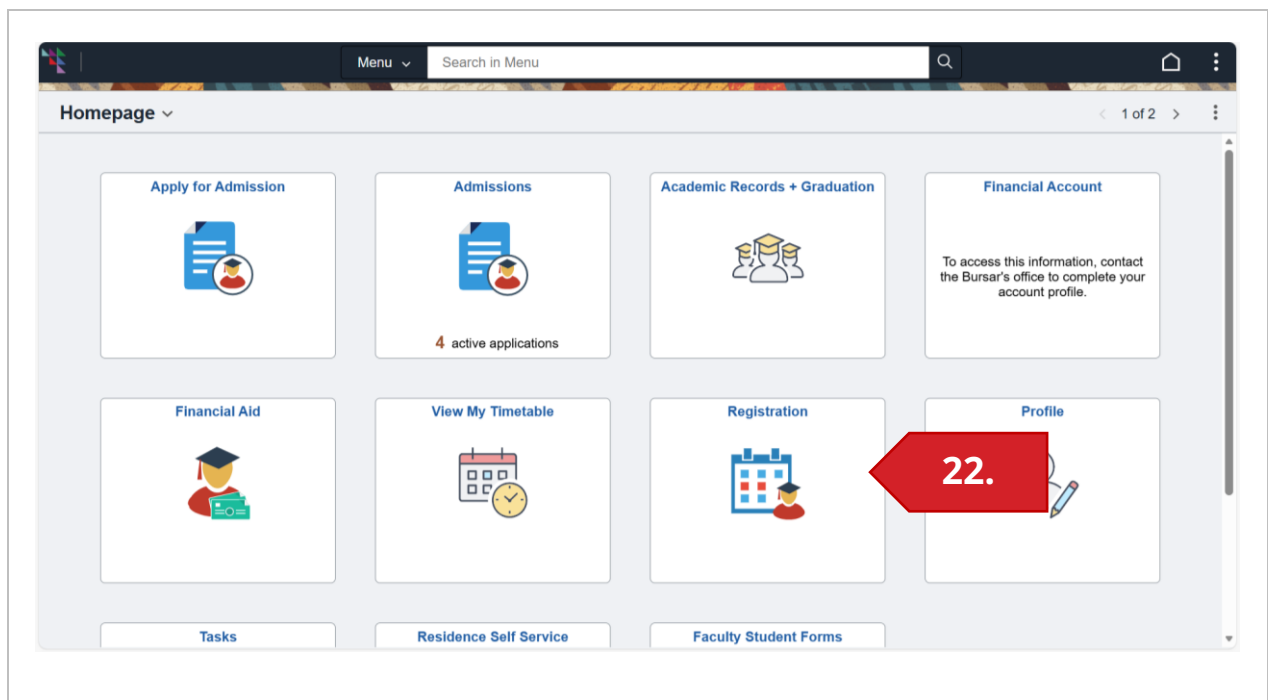 Menu
Search in Menu
Homepage
1 of 2
Apply for Admission
Admissions
4 active applications
Academic Records + Graduation
Financial Account
To access this information, contact
the Bursar's office to complete your
account profile.
Financial Aid
View My Timetable
Registration
22.
Profile
Tasks
Residence Self Service
Faculty Student Forms